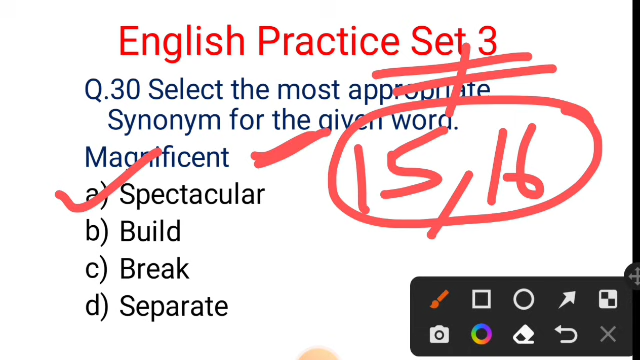 English Practice Set 3
Q.30 Select the most appropriate
Synonym for the given word.
Magnificent
15, 16
a) Spectacular
b) Build
c) Break
d) Separate